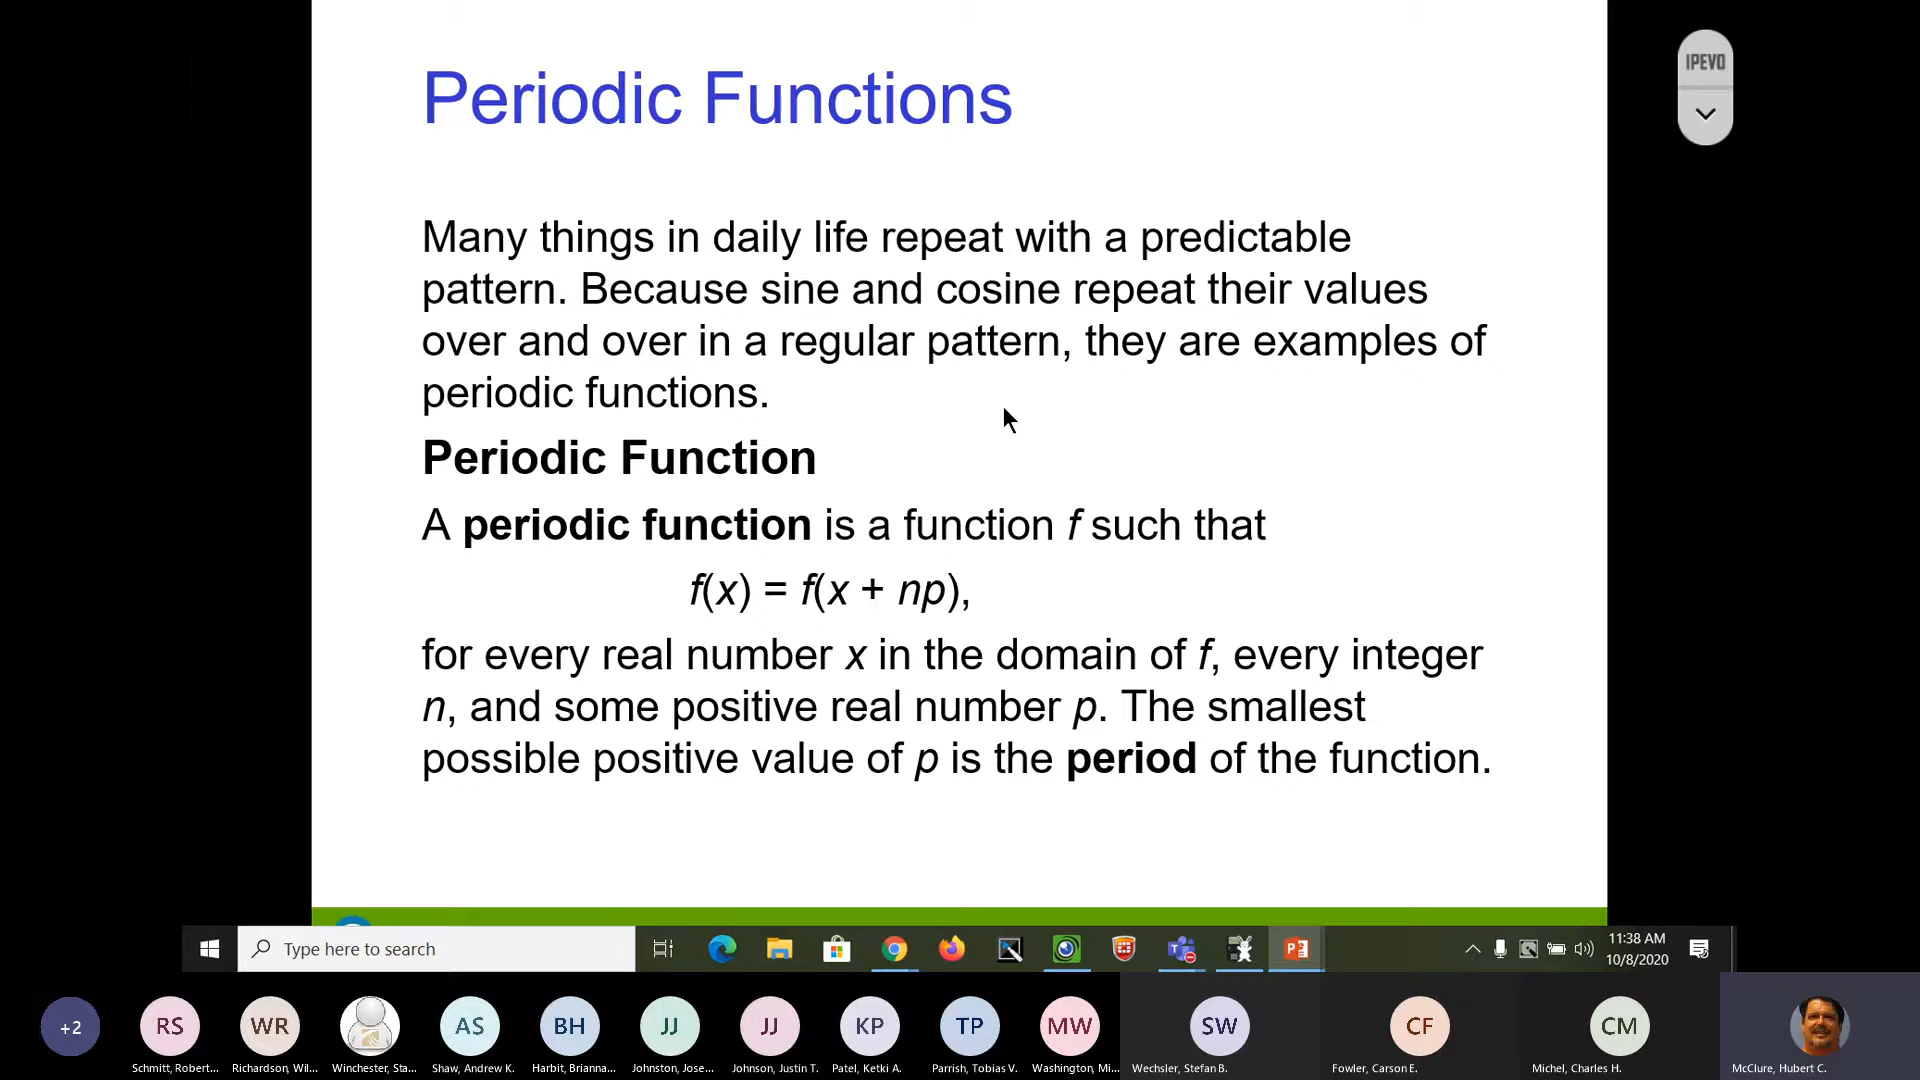 Periodic Functions
IPEVO
Many things in daily life repeat with a predictable
pattern. Because sine and cosine repeat their values
over and over in a regular pattern, they are examples of
periodic functions.
Periodic Function
A periodic function is a function f such that
f(x) = f(x + np),
for every real number x in the domain of f, every integer
n, and some positive real number p. The smallest
possible positive value of p is the period of the function.
Type here to search
11:38 AM
10/8/2020
+2
RS
WR
AS
BH
JJ
JJ
KP
TP
MW
SW
CF
CM
Schmitt, Robert...
Richardson, Wil...
Winchester, Sta...
Shaw, Andrew K.
Harbit, Brianna...
Johnston, Jose...
Johnson, Justin T.
Patel, Ketki A.
Parrish, Tobias V.
Washington, Mi...
Wechsler, Stefan B.
Fowler, Carson E.
Michel, Charles H.
McClure, Hubert C.